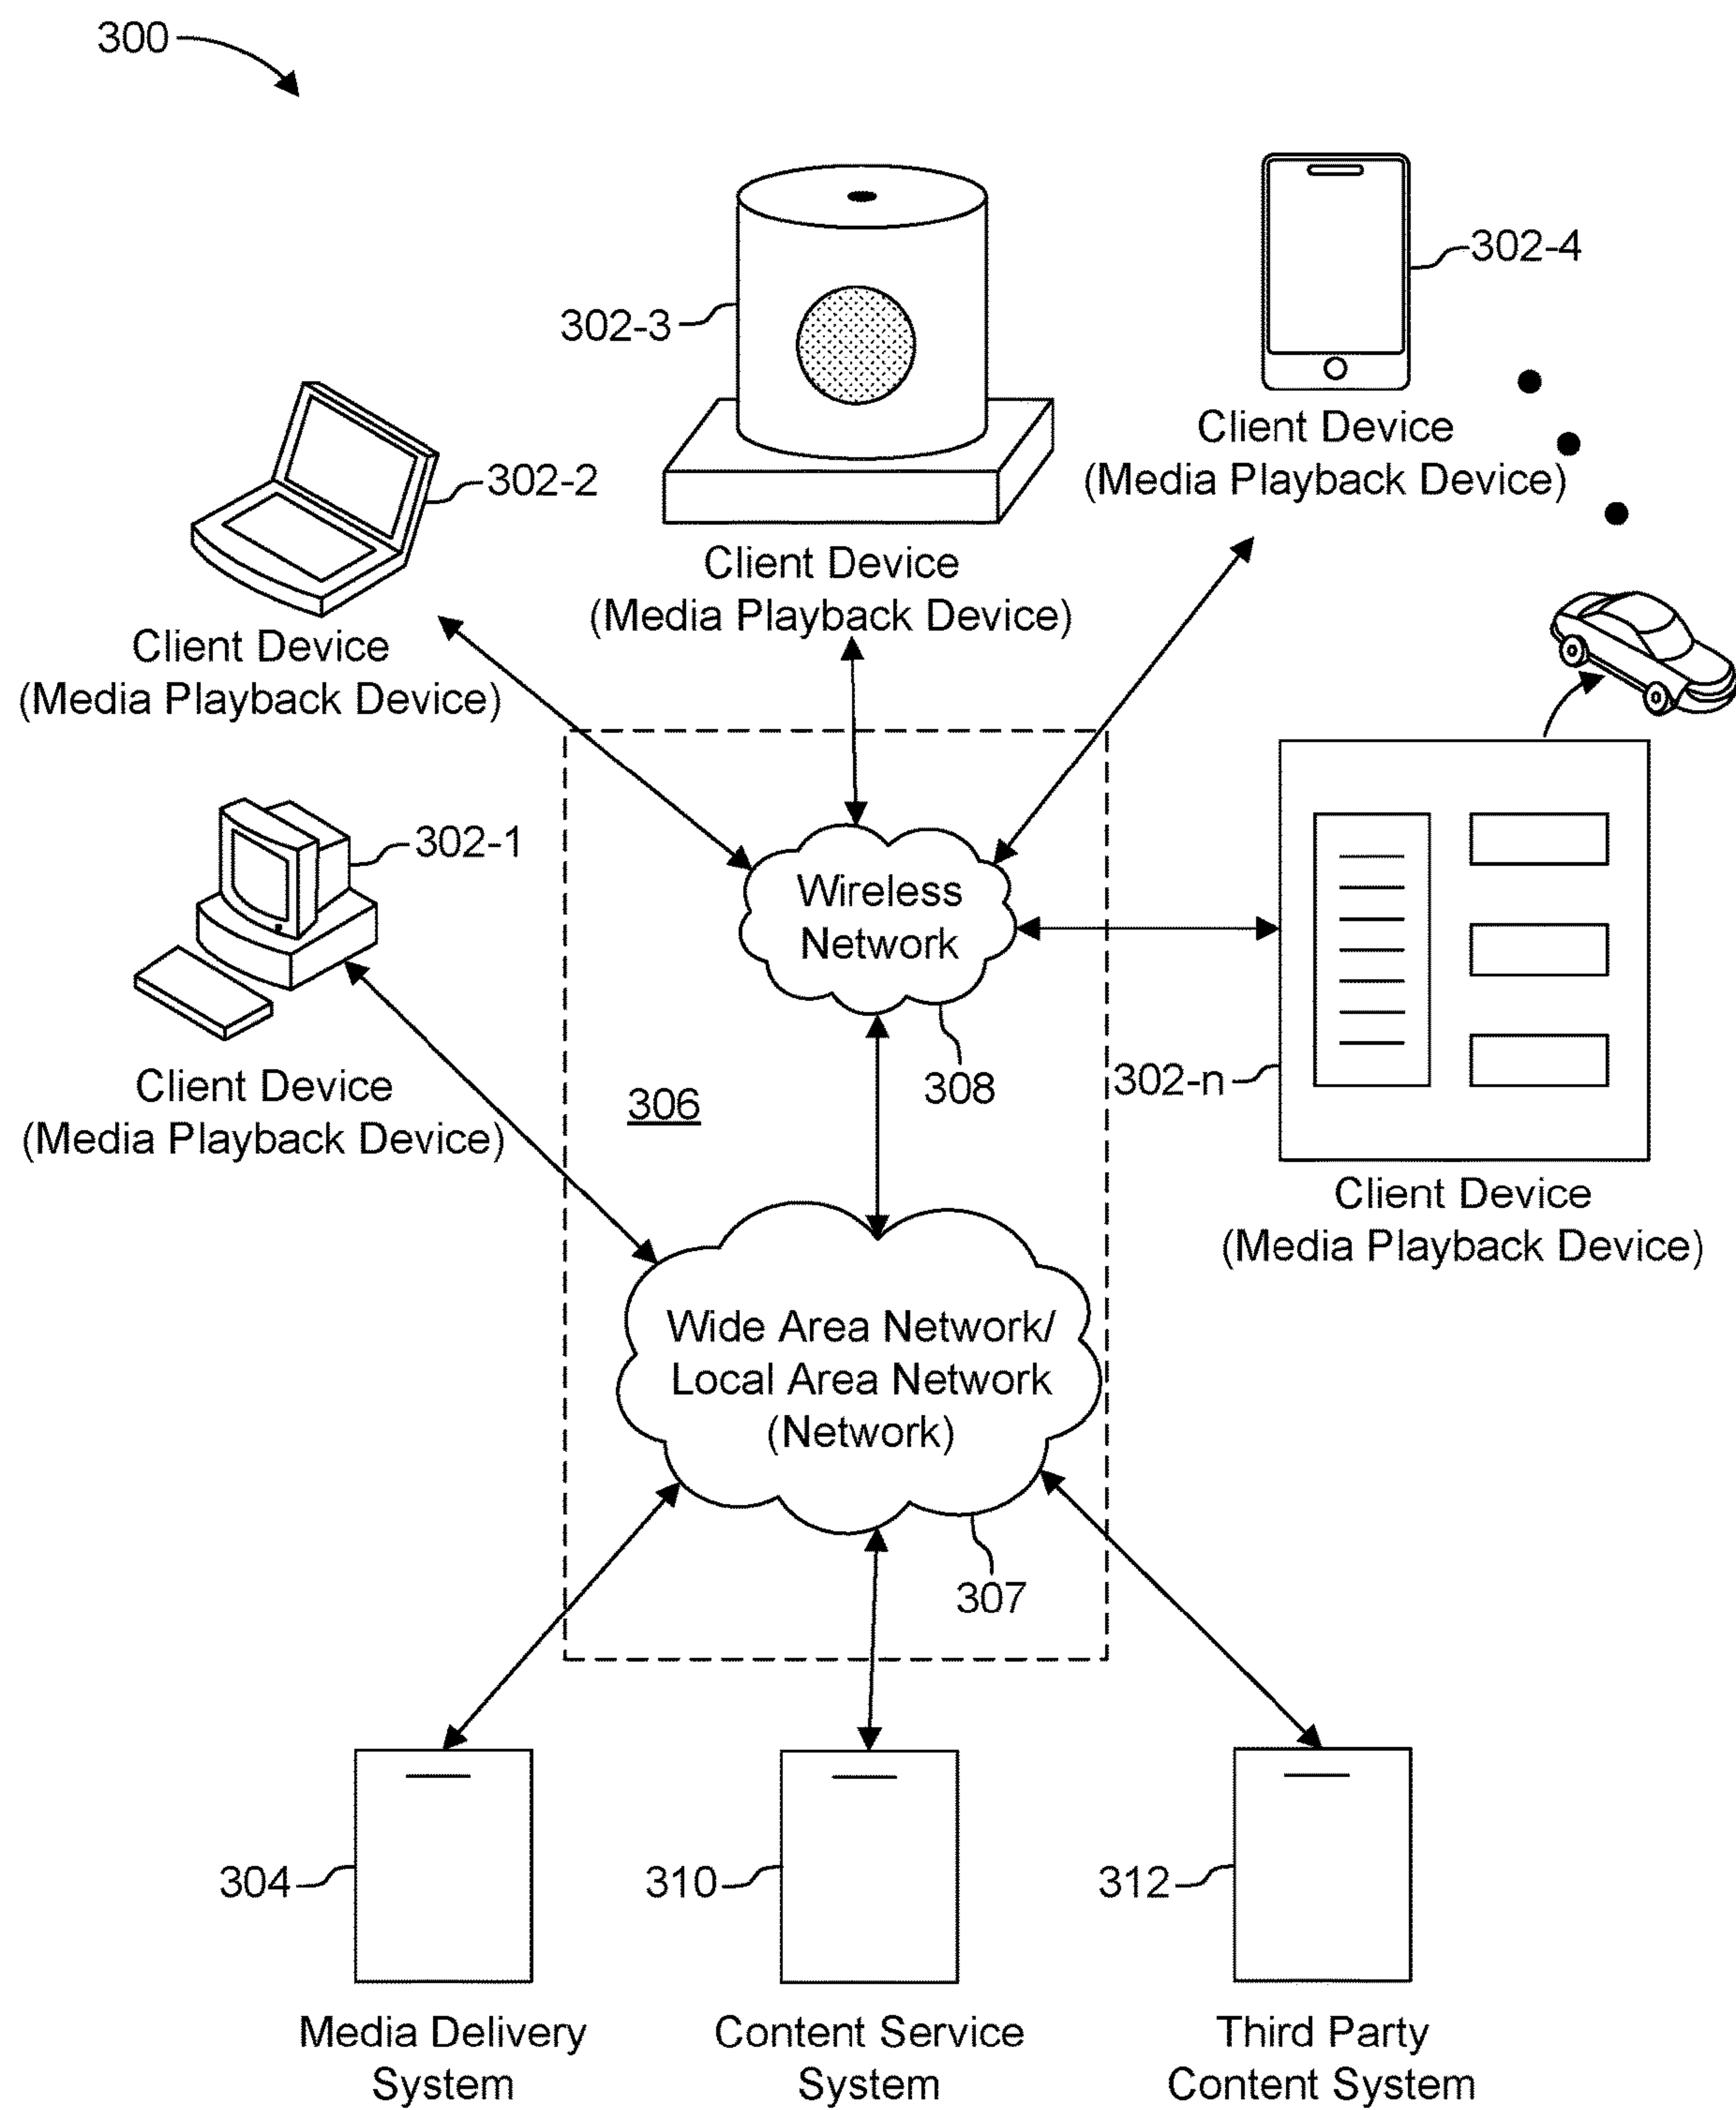 300
302-3
302-4
Client Device
(Media Playback Device)
302-2
Client Device
(Media Playback Device)
Client Device
(Media Playback Device)
302-1
Client Device
(Media Playback Device)
Wireless
Network
308
306
302-n
Client Device
(Media Playback Device)
Wide Area Network/
Local Area Network
(Network)
307
304
310
312
Media Delivery
System
Content Service
System
Third Party
Content System